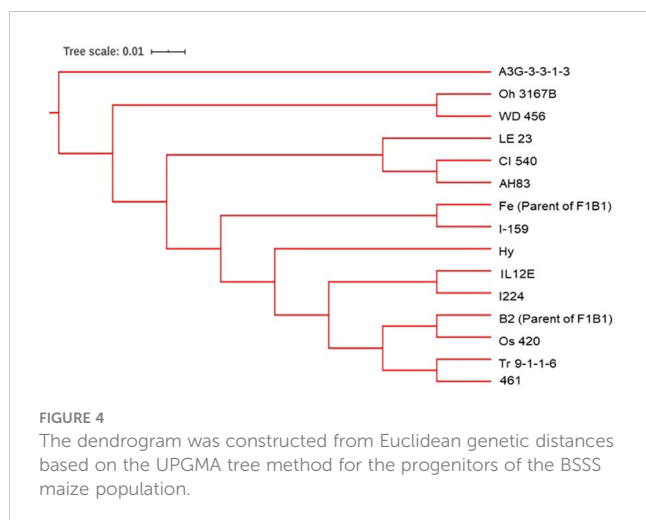 Tree scale: 0.01
A3G-3-3-1-3
Oh 3167B
WD 456
LE 23
CI 540
AH83
Fe (Parent of F1B1)
I-159
Hy
IL12E
I224
B2 (Parent of F1B1)
Os 420
Tr 9-1-1-6
461
FIGURE 4
The dendrogram was constructed from Euclidean genetic distances
based on the UPGMA tree method for the progenitors of the BSSS
maize population.